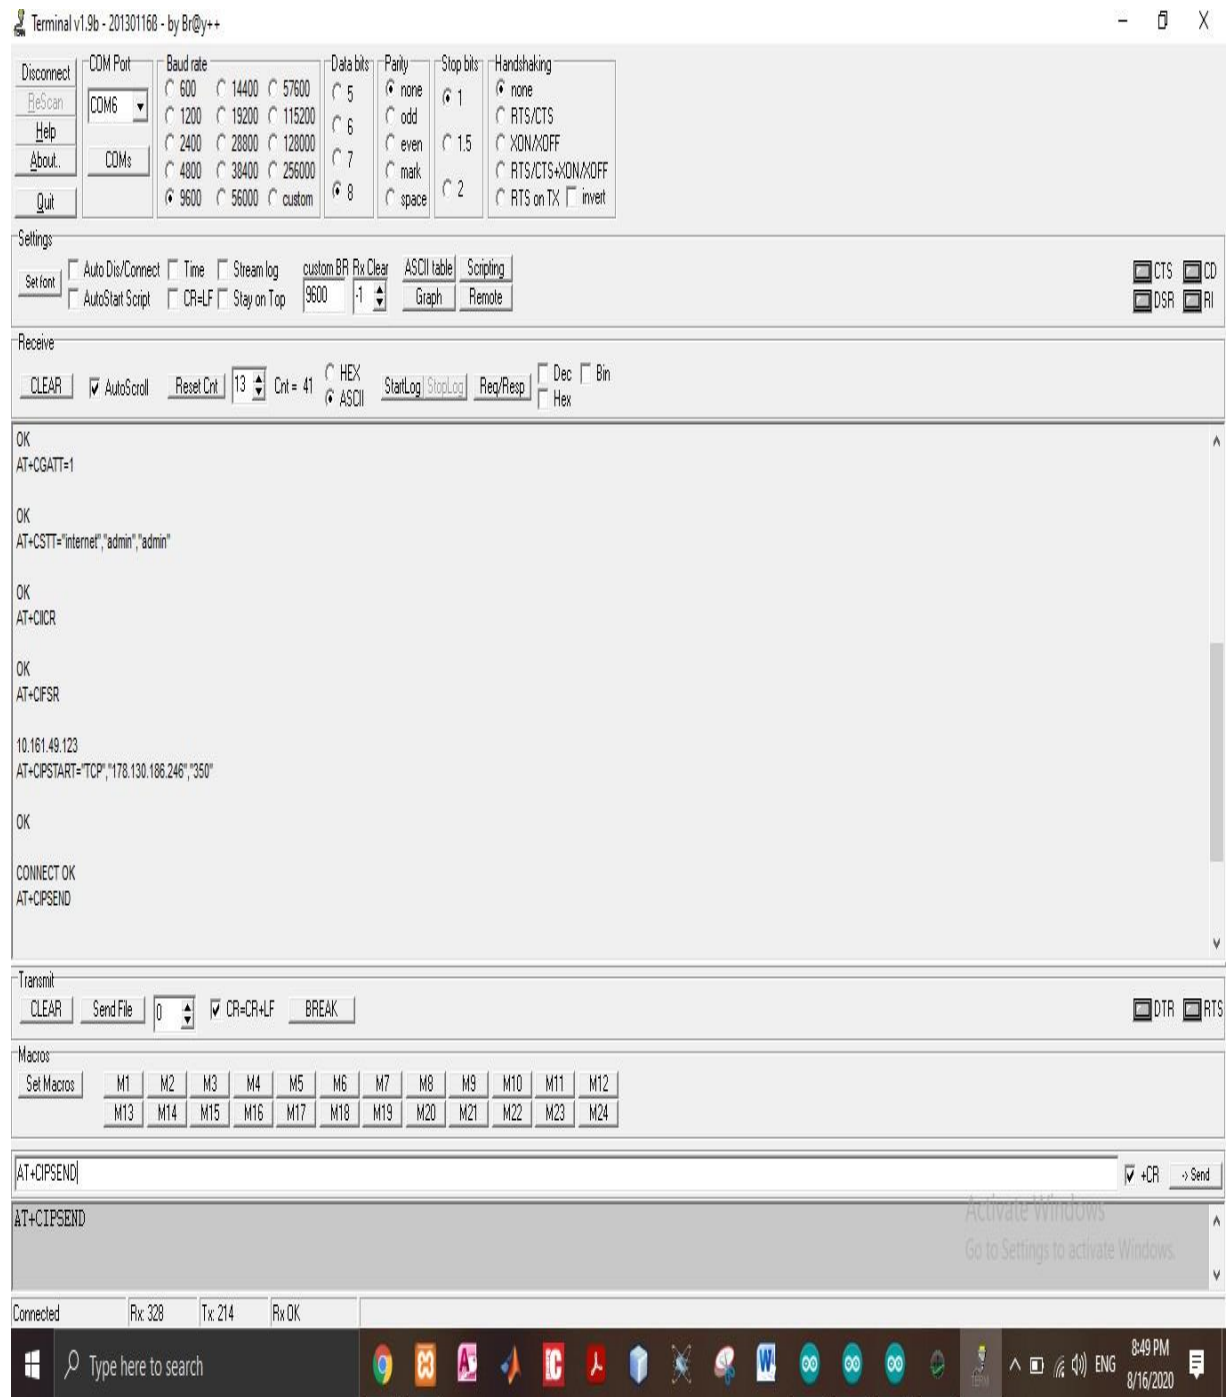 Terminal v1.9b - 20130116ß - by Br@y++
Disconnect
ReScan
Help
About..
Quit
COM Port
COM6
COMs
Baud rate
600 14400 57600
1200 19200 115200
2400 28800 128000
4800 38400 256000
9600 56000 custom
Data bits
5
6
7
8
Parity
none
odd
even
mark
space
Stop bits
1
1.5
2
Handshaking
none
RTS/CTS
XON/XOFF
RTS/CTS+XON/XOFF
RTS on TX invert
Settings
Set font
Auto Dis/Connect Time Stream log
AutoStart Script CR=LF Stay on Top
custom BR Rx Clear
9600 -1
ASCII table Scripting
Graph Remote
CTS CD
DSR RI
Receive
CLEAR AutoScroll Reset Cnt 13 Cnt = 41
HEX
ASCII
StartLog StopLog Req/Resp
Dec Bin
Hex
OK
AT+CGATT=1
OK
AT+CSTT="internet","admin","admin"
OK
AT+CIICR
OK
AT+CIFSR
10.161.49.123
AT+CIPSTART="TCP","178.130.186.246","350"
OK
CONNECT OK
AT+CIPSEND
Transmit
CLEAR Send File 0 CR=CR+LF BREAK
DTR RTS
Macros
Set Macros
M1 M2 M3 M4 M5 M6 M7 M8 M9 M10 M11 M12
M13 M14 M15 M16 M17 M18 M19 M20 M21 M22 M23 M24
AT+CIPSEND
+CR -> Send
AT+CIPSEND
Activate Windows
Go to Settings to activate Windows.
Connected Rx: 328 Tx: 214 Rx OK
Type here to search
ENG
8:49 PM
8/16/2020